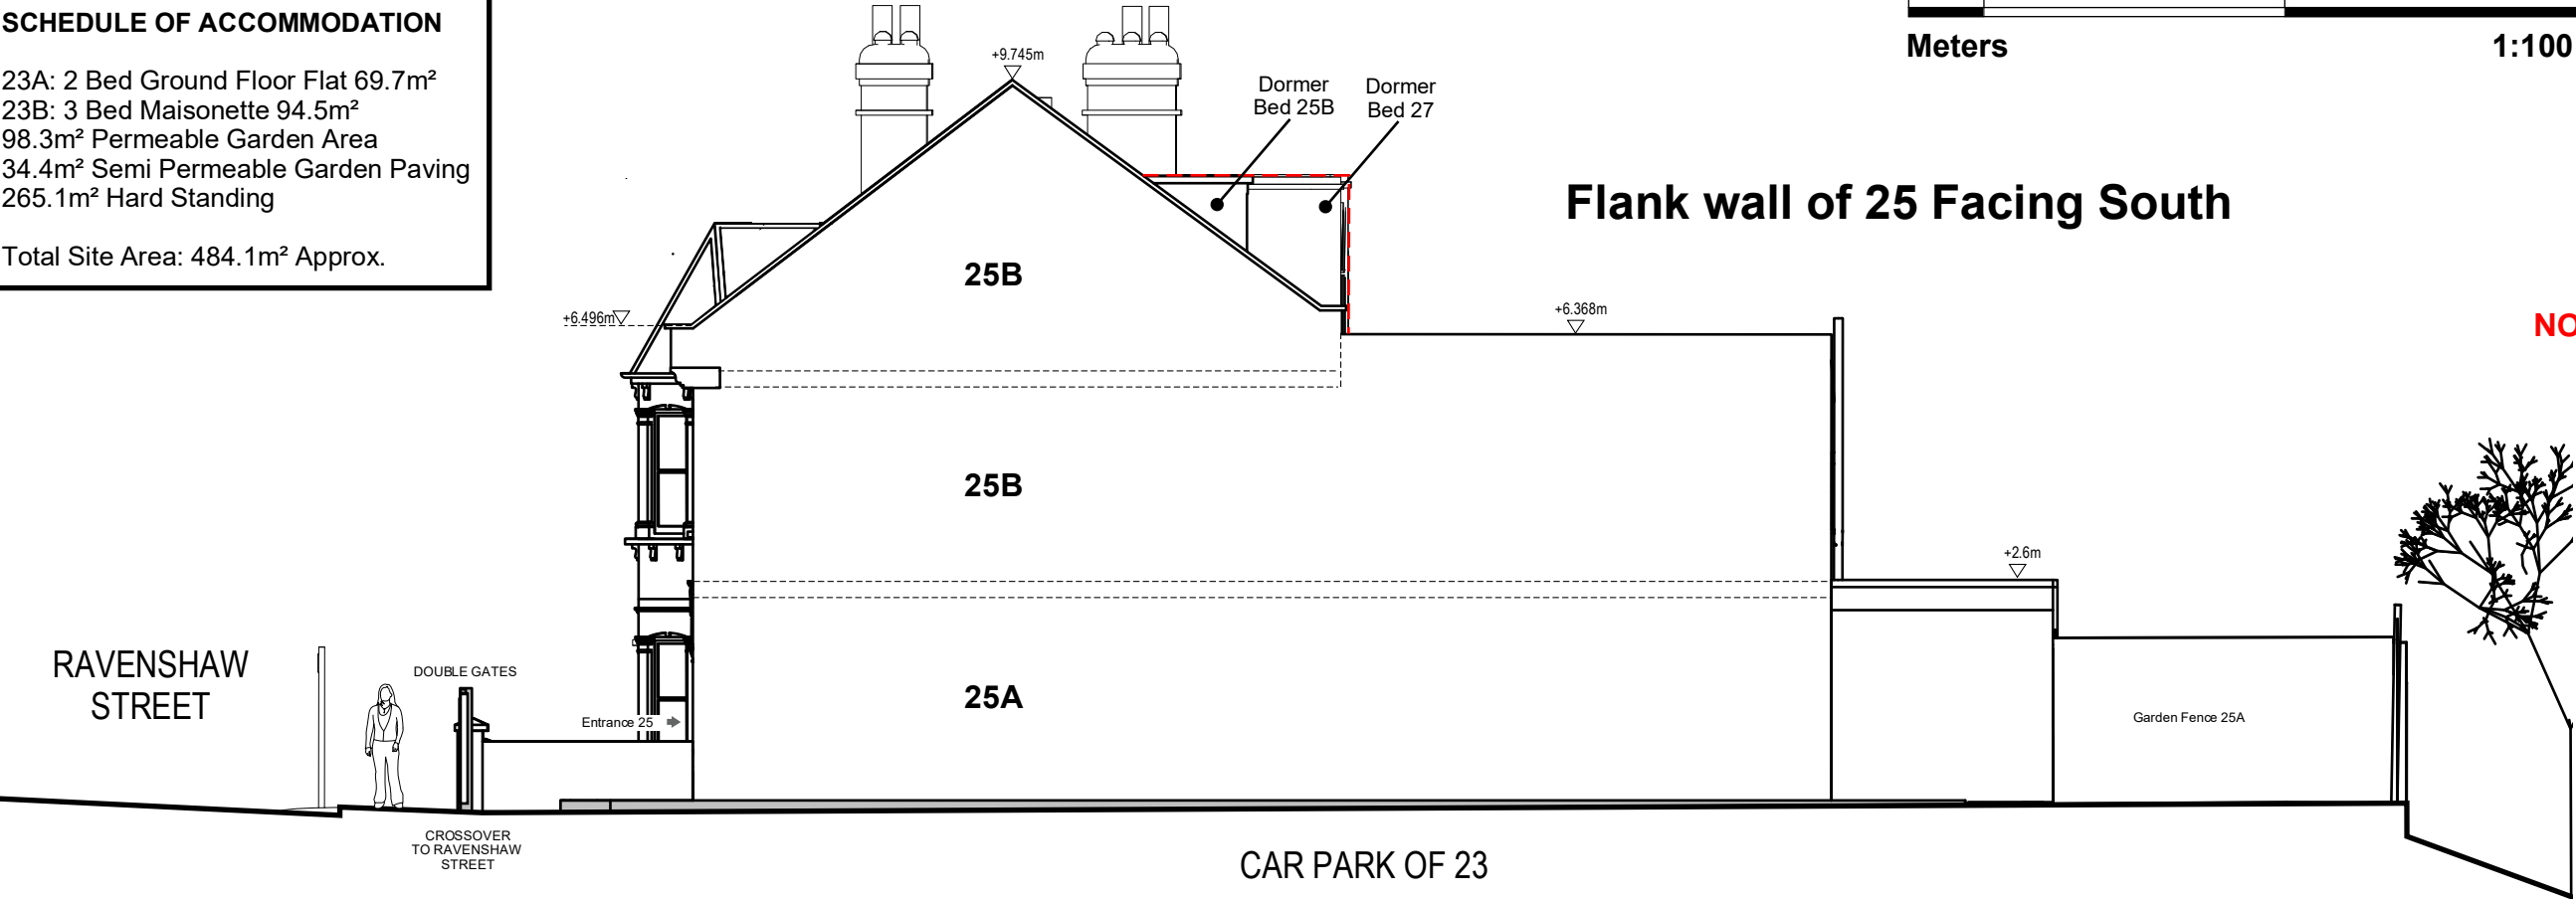 SCHEDULE OF ACCOMMODATION
23A: 2 Bed Ground Floor Flat 69.7m²
23B: 3 Bed Maisonette 94.5m²
98.3m² Permeable Garden Area
34.4m² Semi Permeable Garden Paving
265.1m² Hard Standing
Total Site Area: 484.1m² Approx.
Meters
1:100
+9.745m
Dormer
Bed 25B
Dormer
Bed 27
Flank wall of 25 Facing South
25B
+6.496m
+6.368m
NO
25B
+2.6m
RAVENSHAW
STREET
DOUBLE GATES
Entrance 25
25A
Garden Fence 25A
CROSSOVER
TO RAVENSHAW
STREET
CAR PARK OF 23